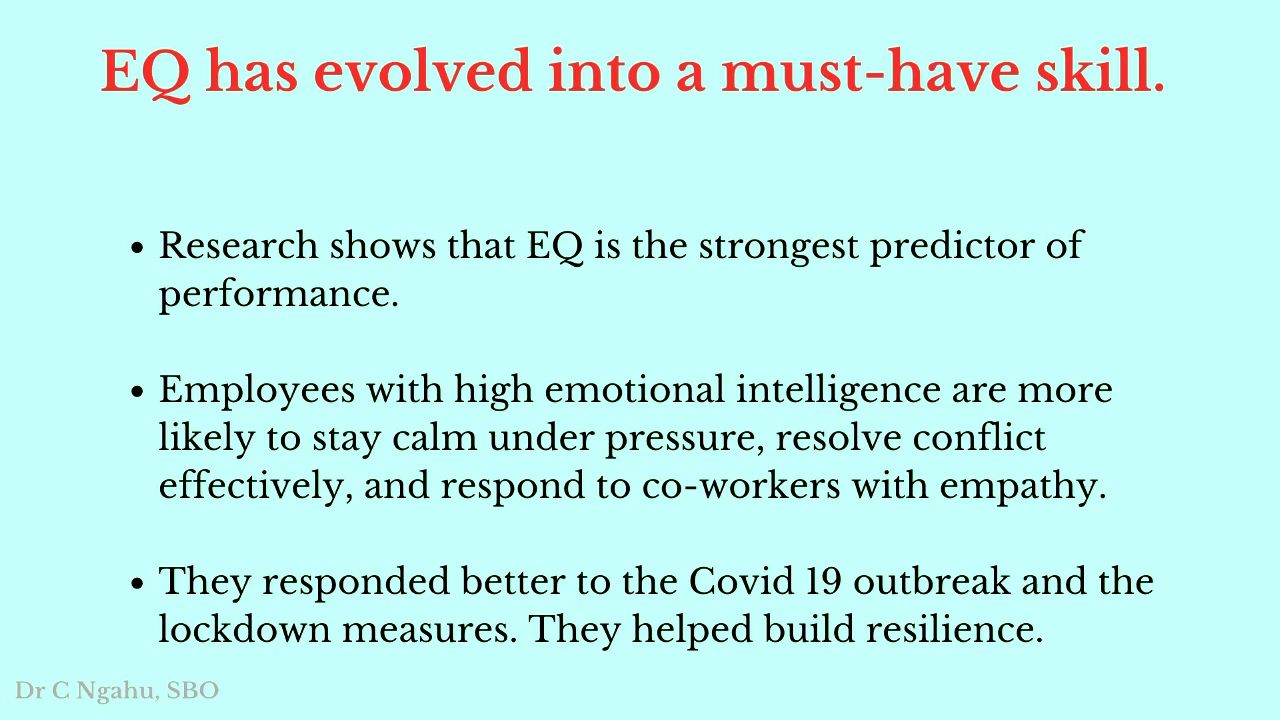 EQ has evolved into a must-have skill.
• Research shows that EQ is the strongest predictor of
performance.
• Employees with high emotional intelligence are more
likely to stay calm under pressure, resolve conflict
effectively, and respond to co-workers with empathy.
• They responded better to the Covid 19 outbreak and the
lockdown measures. They helped build resilience.
Dr C Ngahu, SBO